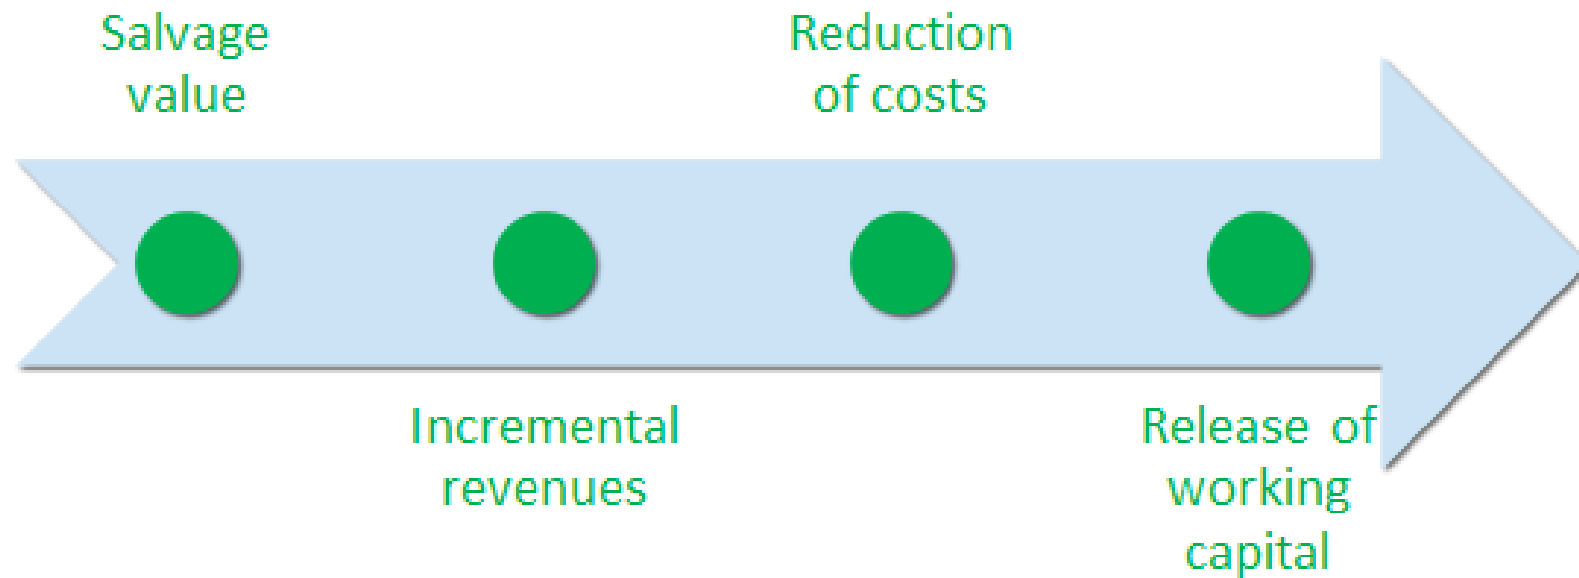 Salvage
value
Incremental
revenues
Reduction
of costs
Release of
working
capital